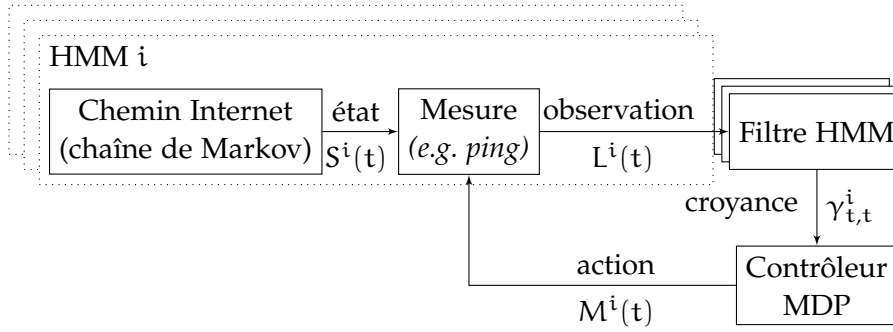 HMM i
Chemin Internet
(chaîne de Markov)
état
S^i(t)
Mesure
(e.g. ping)
observation
L^i(t)
Filtre HMM
croyance
γ^i_{t,t}
action
M^i(t)
Contrôleur
MDP